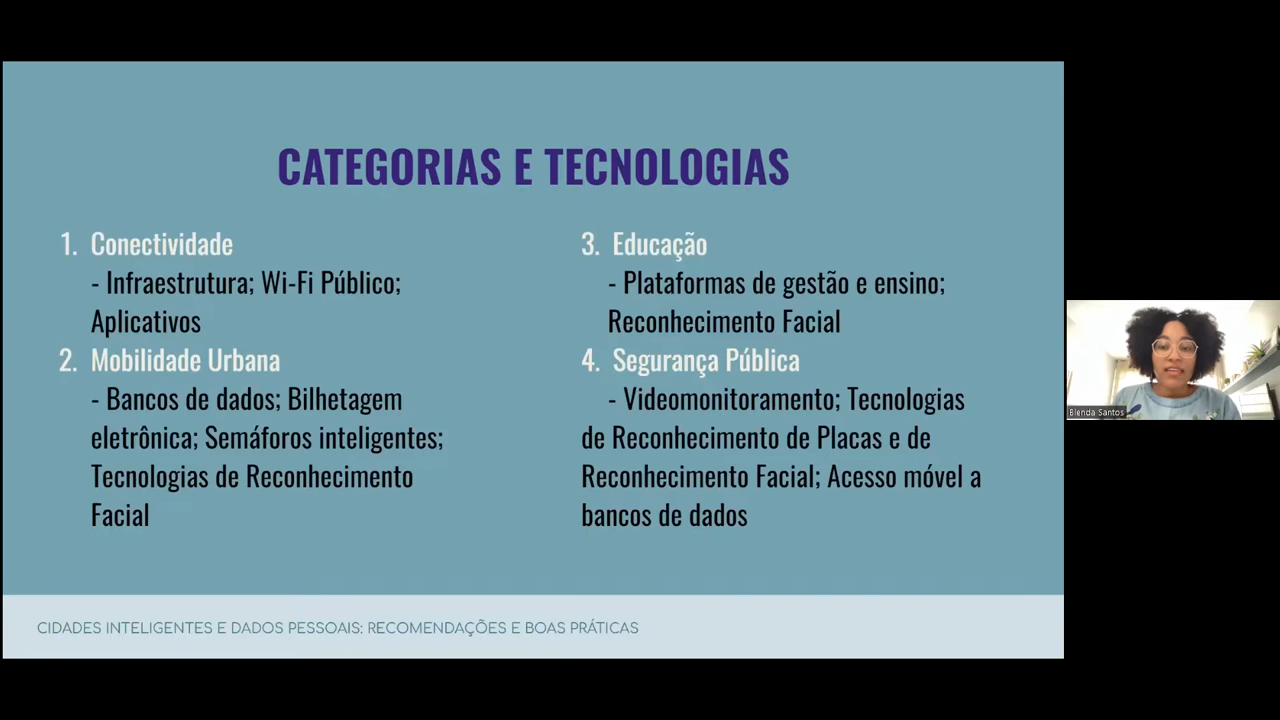 CATEGORIAS E TECNOLOGIAS
1. Conectividade
- Infraestrutura; Wi-Fi Público;
Aplicativos
2. Mobilidade Urbana
- Bancos de dados; Bilhetagem
eletrônica; Semáforos inteligentes;
Tecnologias de Reconhecimento
Facial
3. Educação
- Plataformas de gestão e ensino;
Reconhecimento Facial
4. Segurança Pública
- Videomonitoramento; Tecnologias
de Reconhecimento de Placas e de
Reconhecimento Facial; Acesso móvel a
bancos de dados
CIDADES INTELIGENTES E DADOS PESSOAIS: RECOMENDAÇÕES E BOAS PRÁTICAS
Blenda Santos